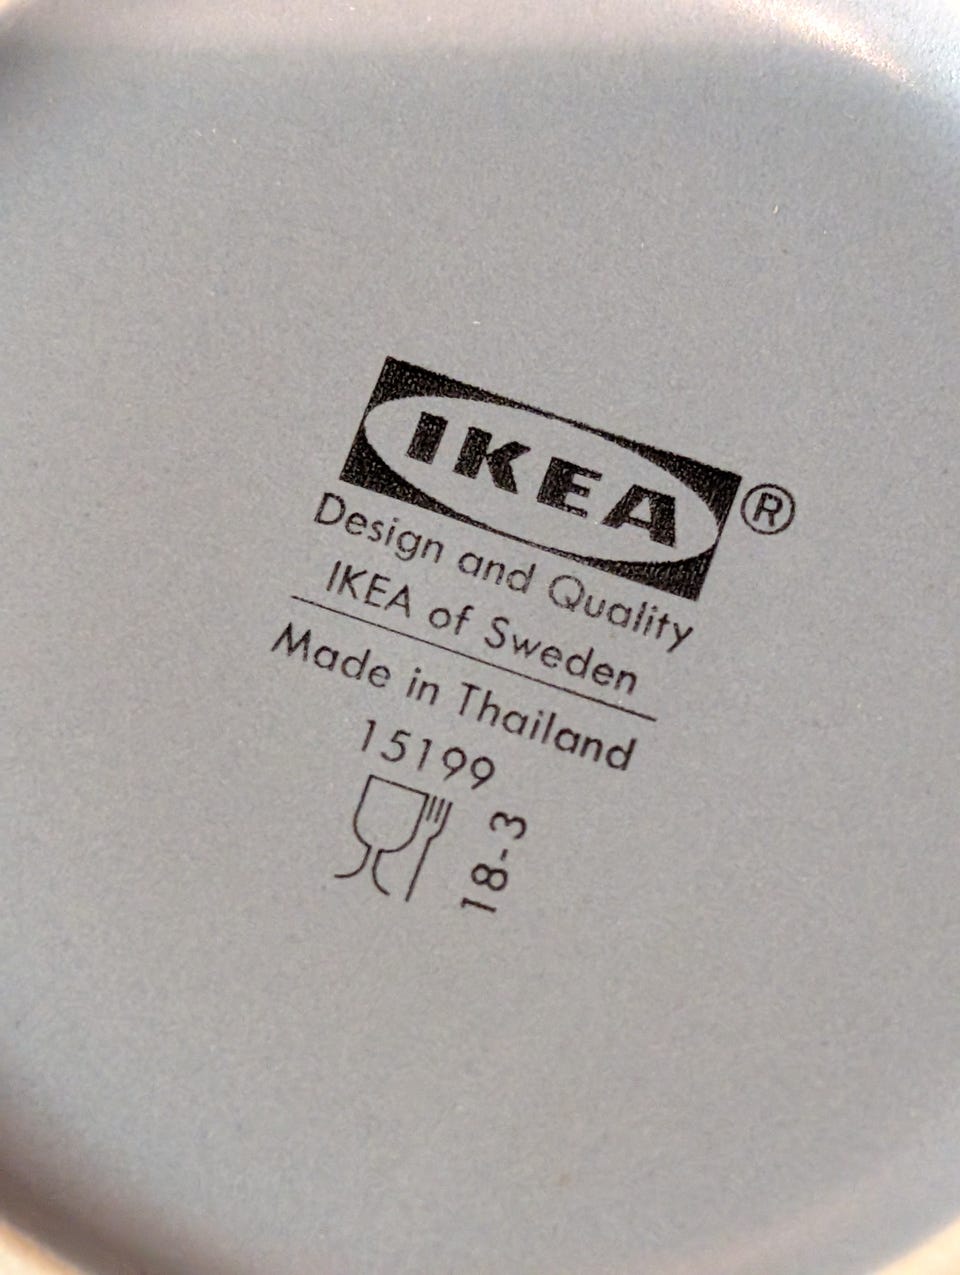 IKEA®
Design and Quality
IKEA of Sweden
Made in Thailand
15199
18-3